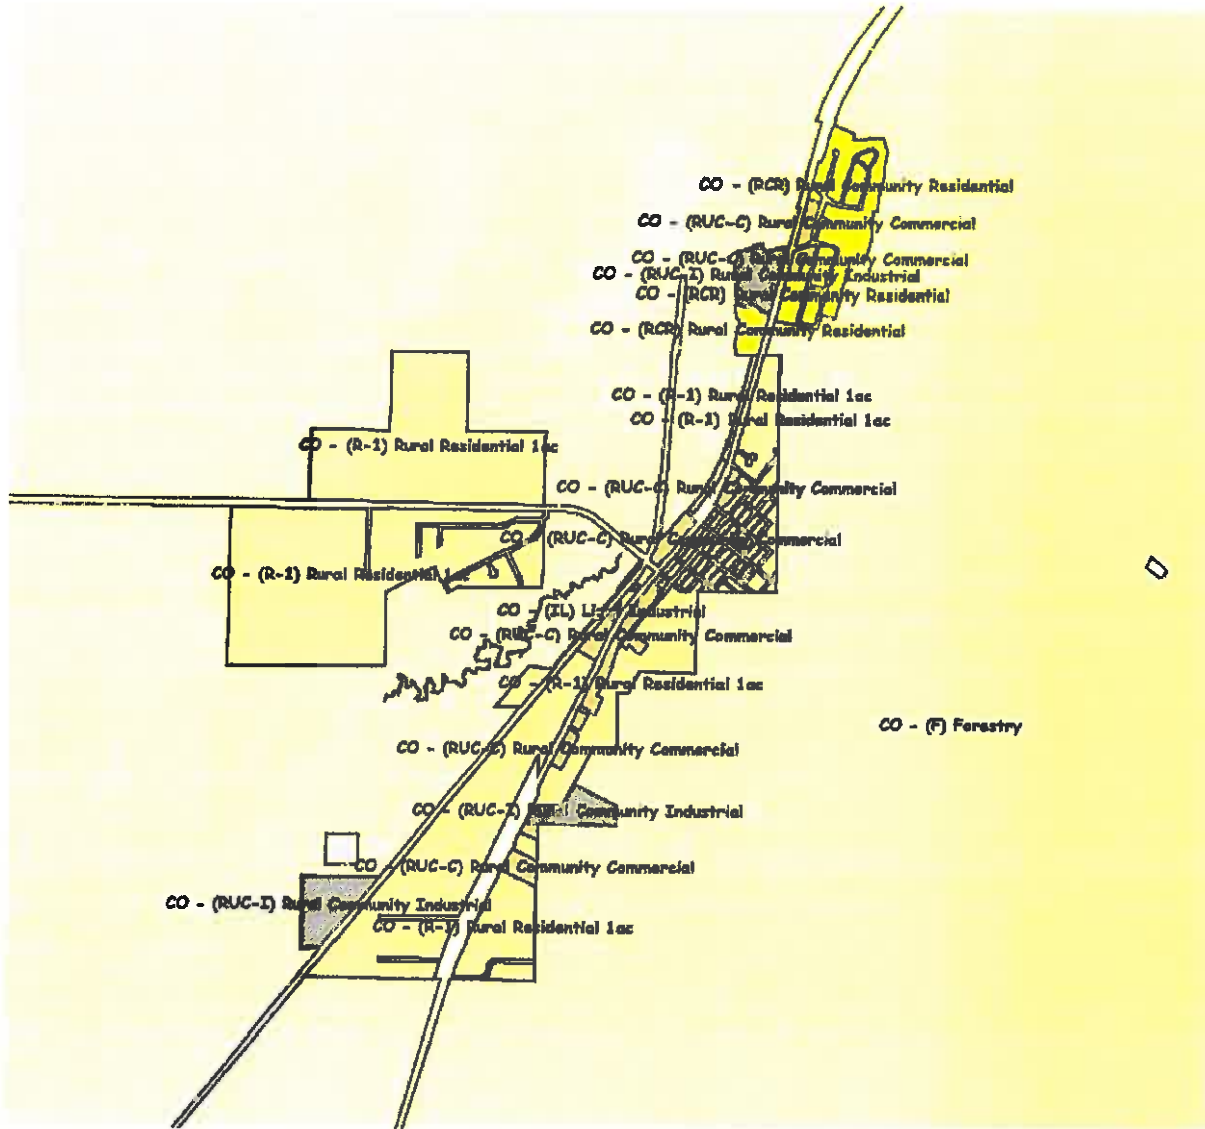 CO - (RCR) Rural Community Residential
CO - (RUC-C) Rural Community Commercial
CO - (RUC-C) Rural Community Commercial
CO - (RUC-I) Rural Community Industrial
CO - (RCR) Rural Community Residential
CO - (RCR) Rural Community Residential
CO - (R-1) Rural Residential 1ac
CO - (R-1) Rural Residential 1ac
CO - (R-1) Rural Residential 1ac
CO - (RUC-C) Rural Community Commercial
CO - (RUC-C) Rural Community Commercial
CO - (R-1) Rural Residential 1ac
CO - (IL) Light Industrial
CO - (RUC-C) Rural Community Commercial
CO - (R-1) Rural Residential 1ac
CO - (F) Forestry
CO - (RUC-C) Rural Community Commercial
CO - (RUC-I) Rural Community Industrial
CO - (RUC-C) Rural Community Commercial
CO - (RUC-I) Rural Community Industrial
CO - (R-1) Rural Residential 1ac